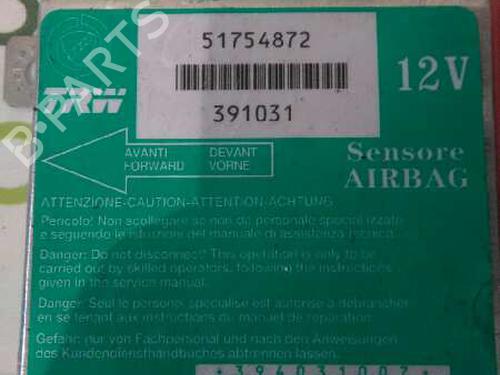 51754872
12V
TRW
391031
AVANTI DEVANT
FORWARD VORNE
Sensore
AIRBAG
ATTENZIONE-CAUTION-ATTENTION-ACHTUNG
Pericolo! Non scollegare se non da personale specializzato
e seguendo le istruzioni del manuale di assistenza tecnica.
Danger: Do not disconnect! This operation is only to be
carried out by skilled operators, following the instructions
given in the service manual.
Danger: Seul le personnel specialise est autorise a debrancher
en se tenant aux instructions du manuel de reparation.
Gefahr: nur von Fachpersonal und nach den Anweisungen
des Kundendiensthandbuches abtrennen lassen.
*394031007*
B-PARTS